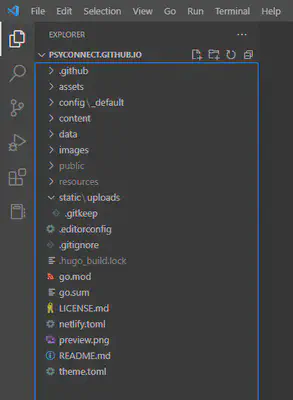 File Edit Selection View Go Run Terminal Help
EXPLORER
PSYCONNECT.GITHUB.IO
.github
assets
config\_default
content
data
images
public
resources
static\uploads
.gitkeep
.editorconfig
.gitignore
.hugo_build.lock
go.mod
go.sum
LICENSE.md
netlify.toml
preview.png
README.md
theme.toml